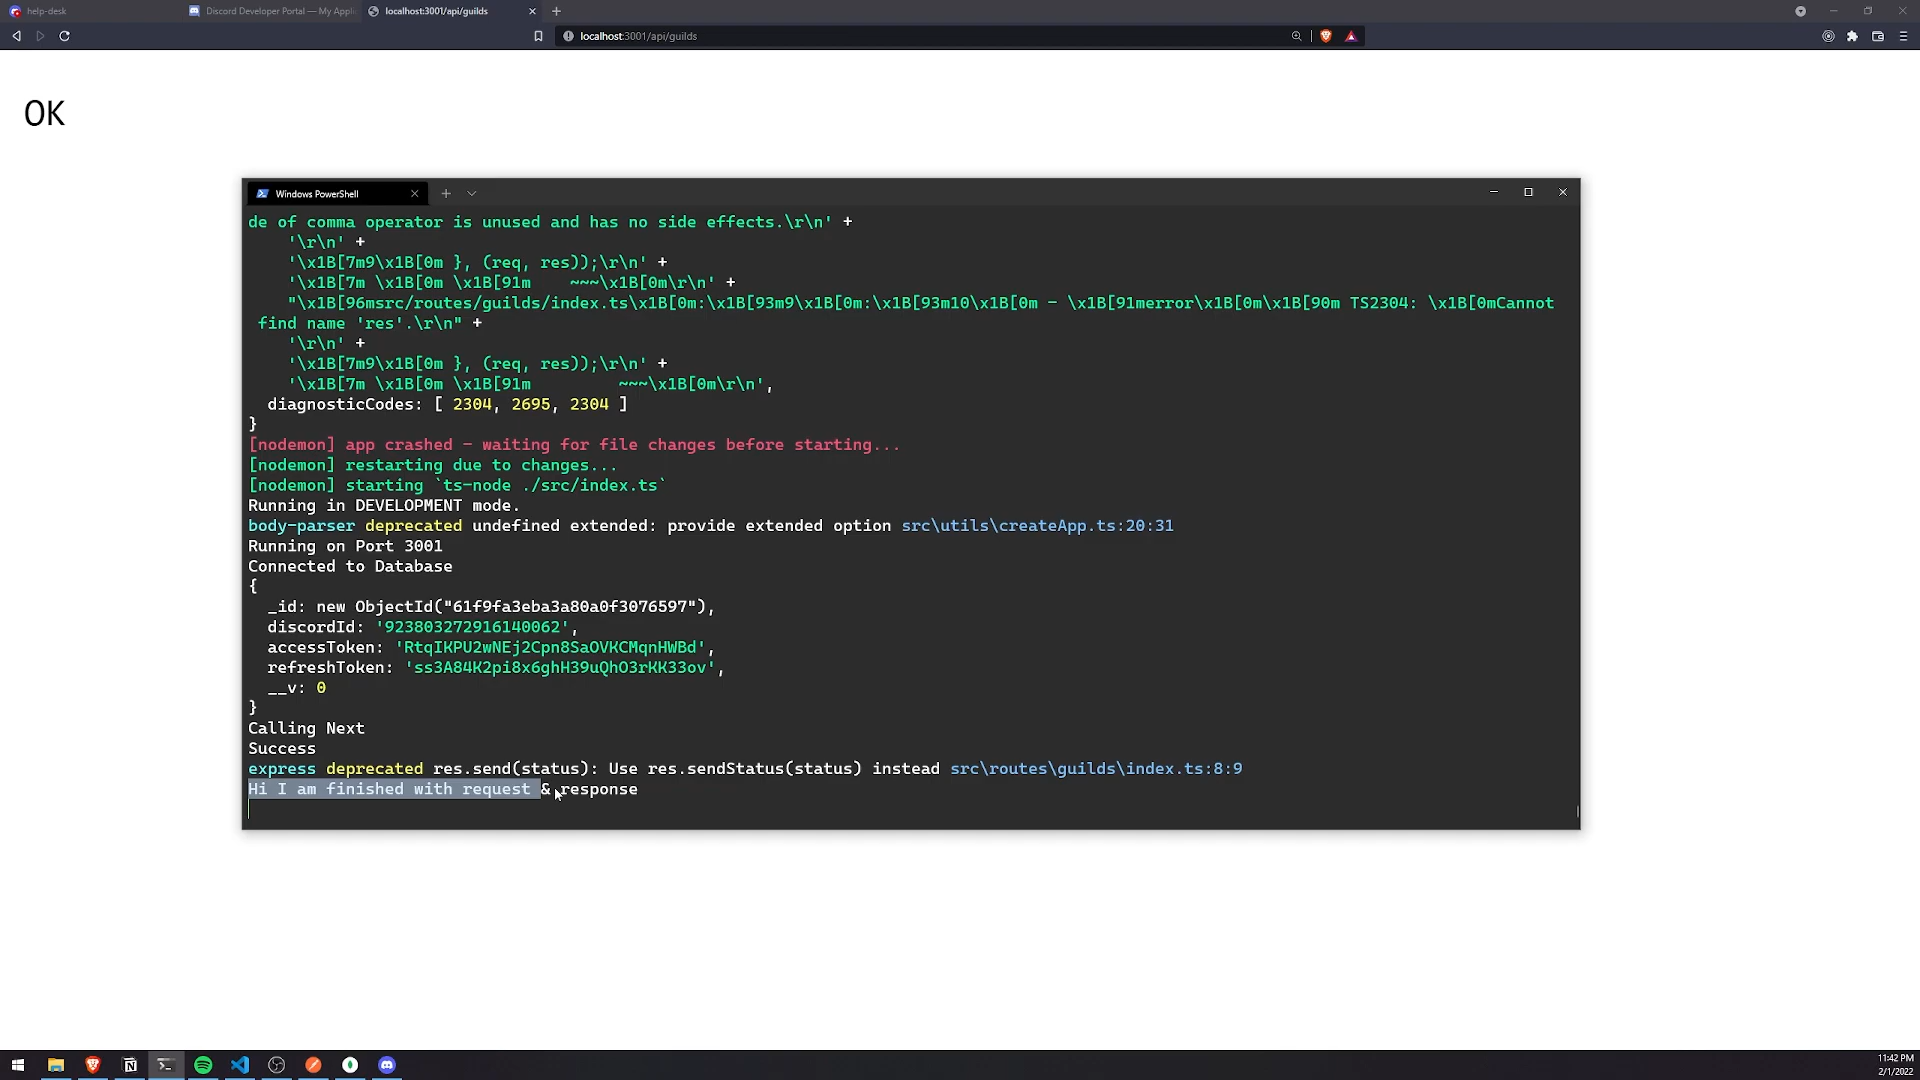 help-desk
Discord Developer Portal — My Appli
localhost:3001/api/guilds
localhost:3001/api/guilds
OK
Windows PowerShell
de of comma operator is unused and has no side effects.\r\n' +
'\r\n' +
'\x1B[7m9\x1B[0m }, (req, res));\r\n' +
'\x1B[7m \x1B[0m \x1B[91m    ~~~\x1B[0m\r\n' +
"\x1B[96msrc/routes/guilds/index.ts\x1B[0m:\x1B[93m9\x1B[0m:\x1B[93m10\x1B[0m - \x1B[91merror\x1B[0m\x1B[90m TS2304: \x1B[0mCannot
find name 'res'.\r\n" +
'\r\n' +
'\x1B[7m9\x1B[0m }, (req, res));\r\n' +
'\x1B[7m \x1B[0m \x1B[91m         ~~~\x1B[0m\r\n',
diagnosticCodes: [ 2304, 2695, 2304 ]
}
[nodemon] app crashed - waiting for file changes before starting...
[nodemon] restarting due to changes...
[nodemon] starting `ts-node ./src/index.ts`
Running in DEVELOPMENT mode.
body-parser deprecated undefined extended: provide extended option src\utils\createApp.ts:20:31
Running on Port 3001
Connected to Database
{
_id: new ObjectId("61f9fa3eba3a80a0f3076597"),
discordId: '923803272916140062',
accessToken: 'RtqIKPU2wNEj2Cpn8SaOVKCMqnHWBd',
refreshToken: 'ss3A84K2pi8x6ghH39uQhO3rKK33ov',
__v: 0
}
Calling Next
Success
express deprecated res.send(status): Use res.sendStatus(status) instead src\routes\guilds\index.ts:8:9
Hi I am finished with request & response
11:42 PM
2/1/2022